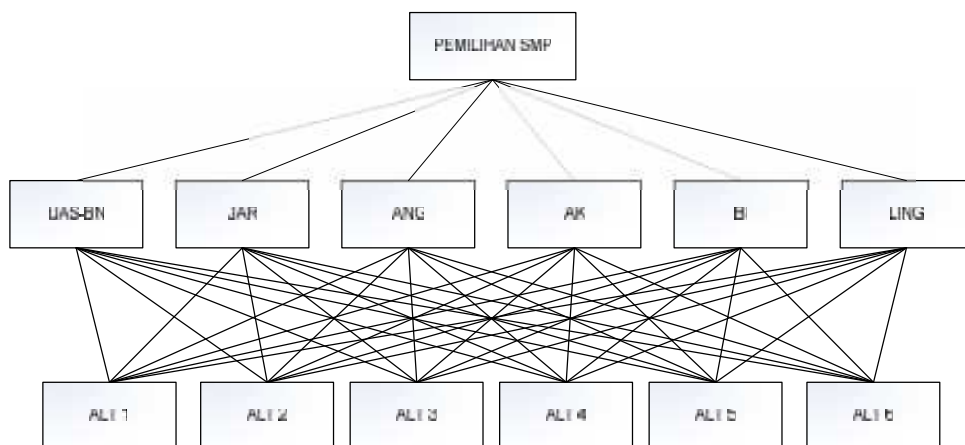 PEMILIHAN SMP
UAS-BN
JAR
ANG
AK
BI
LING
ALT 1
ALT 2
ALT 3
ALT 4
ALT 5
ALT 6